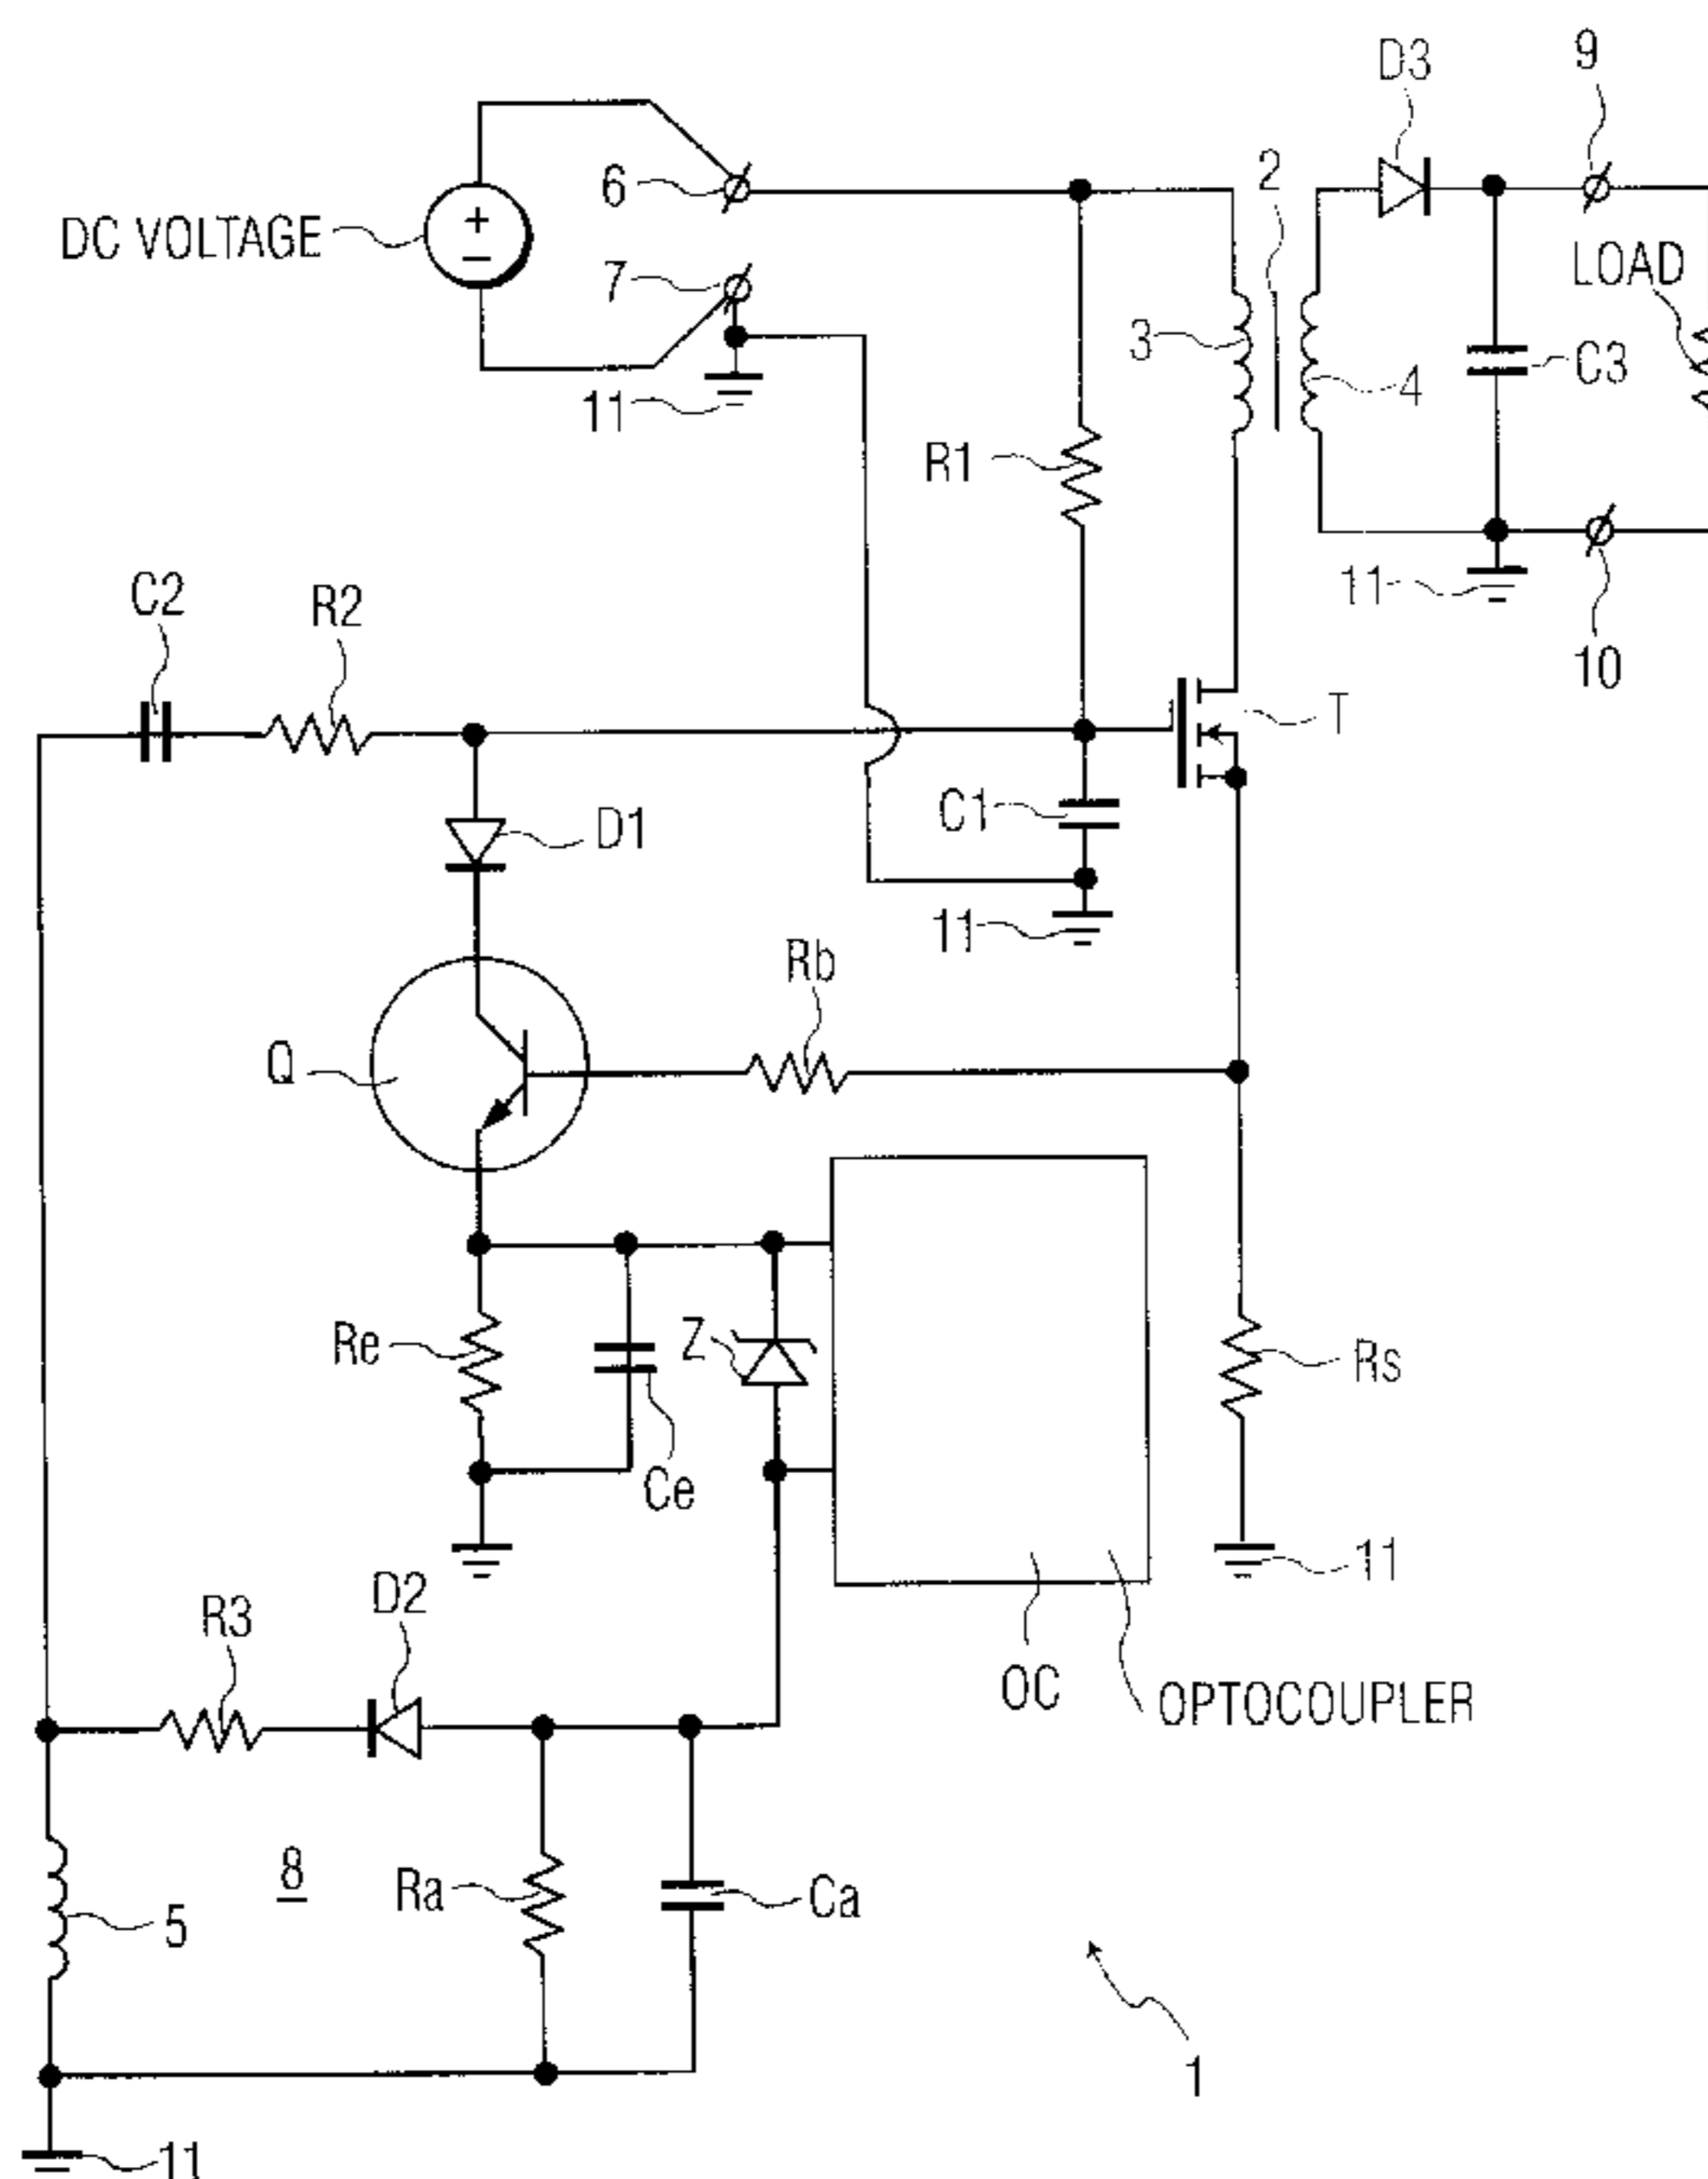 D3
9
2
6
DC VOLTAGE
+
−
7
LOAD
3
4
C3
11
R1
11
10
C2
R2
T
C1
D1
11
Rb
Q
Re
Z
Rs
Ce
11
D2
R3
OC
OPTOCOUPLER
8
Ra
Ca
5
1
11